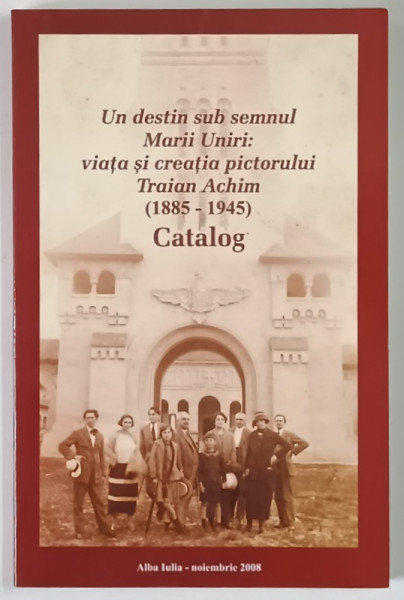 Un destin sub semnul
Marii Uniri:
viața și creația pictorului
Traian Achim
(1885 - 1945)
Catalog
Alba Iulia - noiembrie 2008